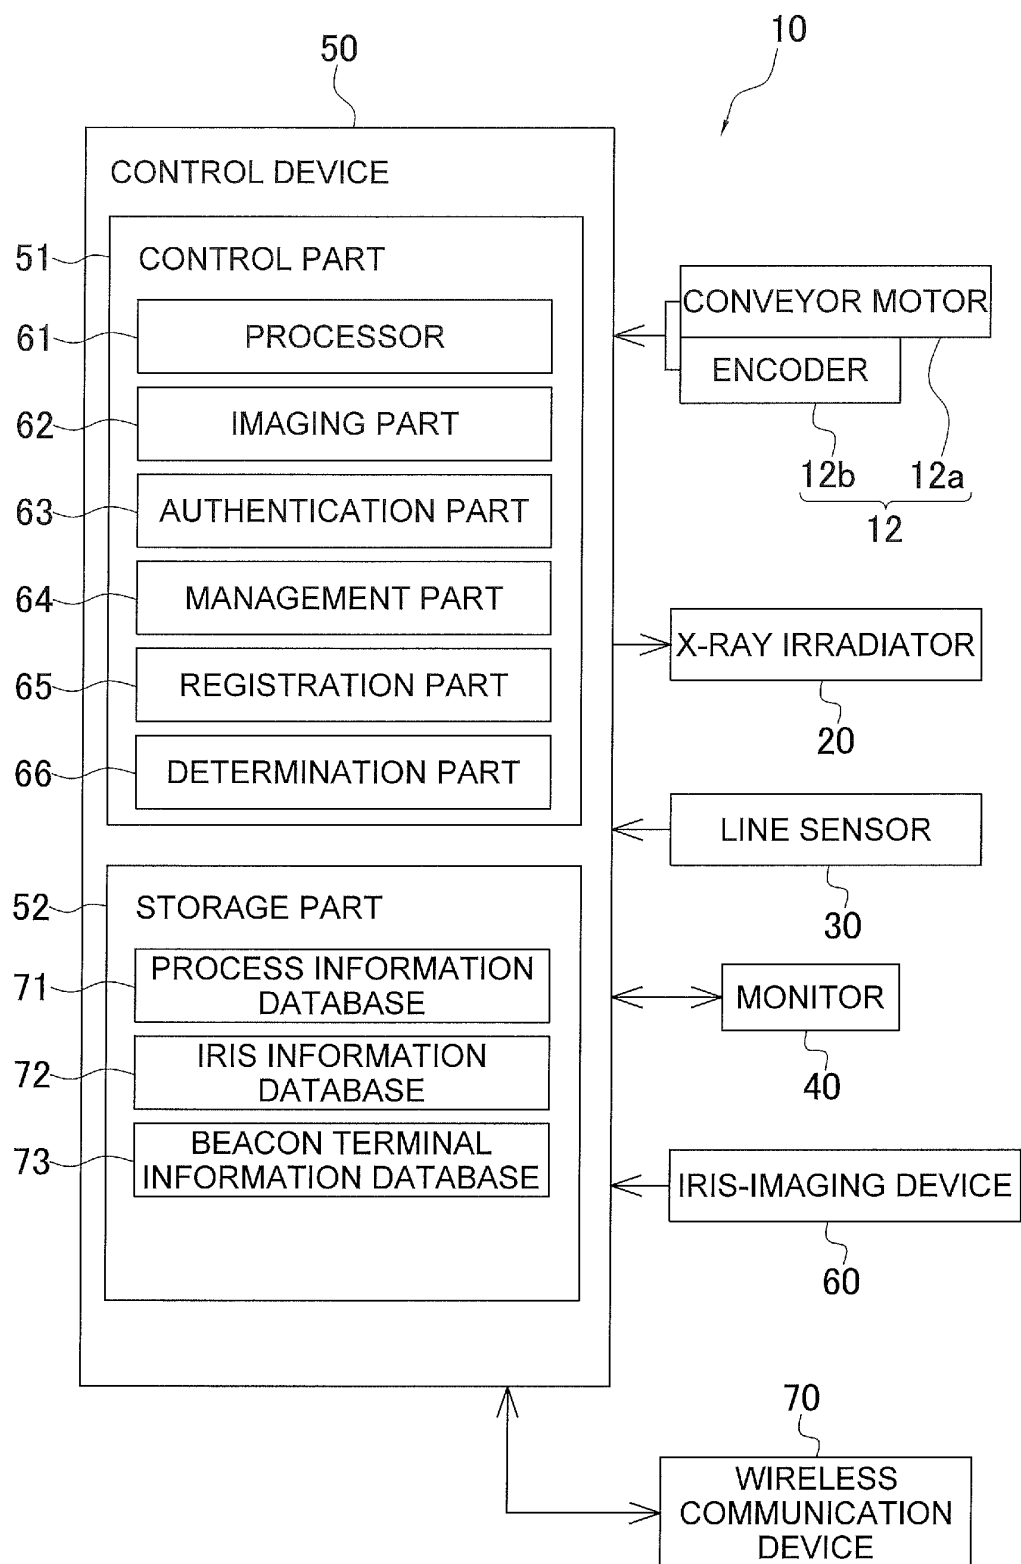 10
50
CONTROL DEVICE
51
CONTROL PART
61
PROCESSOR
62
IMAGING PART
63
AUTHENTICATION PART
64
MANAGEMENT PART
65
REGISTRATION PART
66
DETERMINATION PART
52
STORAGE PART
71
PROCESS INFORMATION
DATABASE
72
IRIS INFORMATION
DATABASE
73
BEACON TERMINAL
INFORMATION DATABASE
CONVEYOR MOTOR
ENCODER
12b
12a
12
X-RAY IRRADIATOR
20
LINE SENSOR
30
MONITOR
40
IRIS-IMAGING DEVICE
60
70
WIRELESS
COMMUNICATION
DEVICE